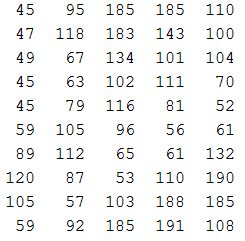 45 95 185 185 110
47 118 183 143 100
49 67 134 101 104
45 63 102 111 70
45 79 116 81 52
59 105 96 56 61
89 112 65 61 132
120 87 53 110 190
105 57 103 188 185
59 92 185 191 108